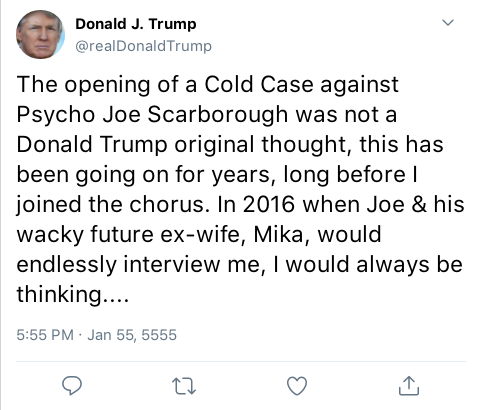 Donald J. Trump
@realDonaldTrump
The opening of a Cold Case against
Psycho Joe Scarborough was not a
Donald Trump original thought, this has
been going on for years, long before I
joined the chorus. In 2016 when Joe & his
wacky future ex-wife, Mika, would
endlessly interview me, I would always be
thinking....
5:55 PM · Jan 55, 5555